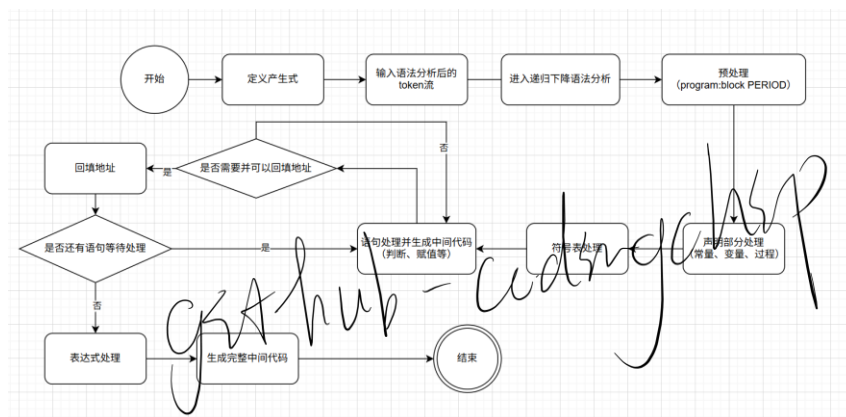 开始
定义产生式
输入语法分析后的
token流
进入递归下降语法分析
预处理
（program:block PERIOD）
否
回填地址
是
是否需要并可以回填地址
是否还有语句等待处理
是
语句处理并生成中间代码
（判断、赋值等）
符号表处理
声明部分处理
（常量、变量、过程）
否
表达式处理
生成完整中间代码
结束